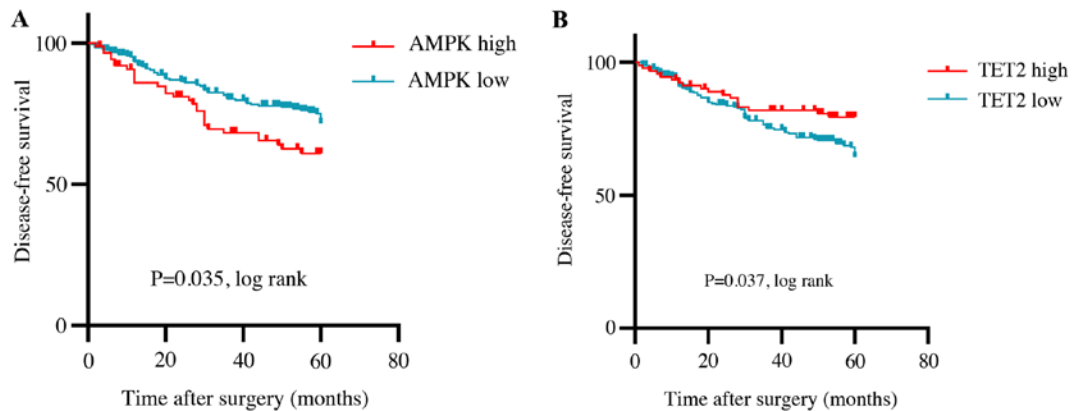 A
AMPK high
AMPK low
Disease-free survival
100
50
0
P=0.035, log rank
0 20 40 60 80
Time after surgery (months)
B
TET2 high
TET2 low
Disease-free survival
100
50
0
P=0.037, log rank
0 20 40 60 80
Time after surgery (months)